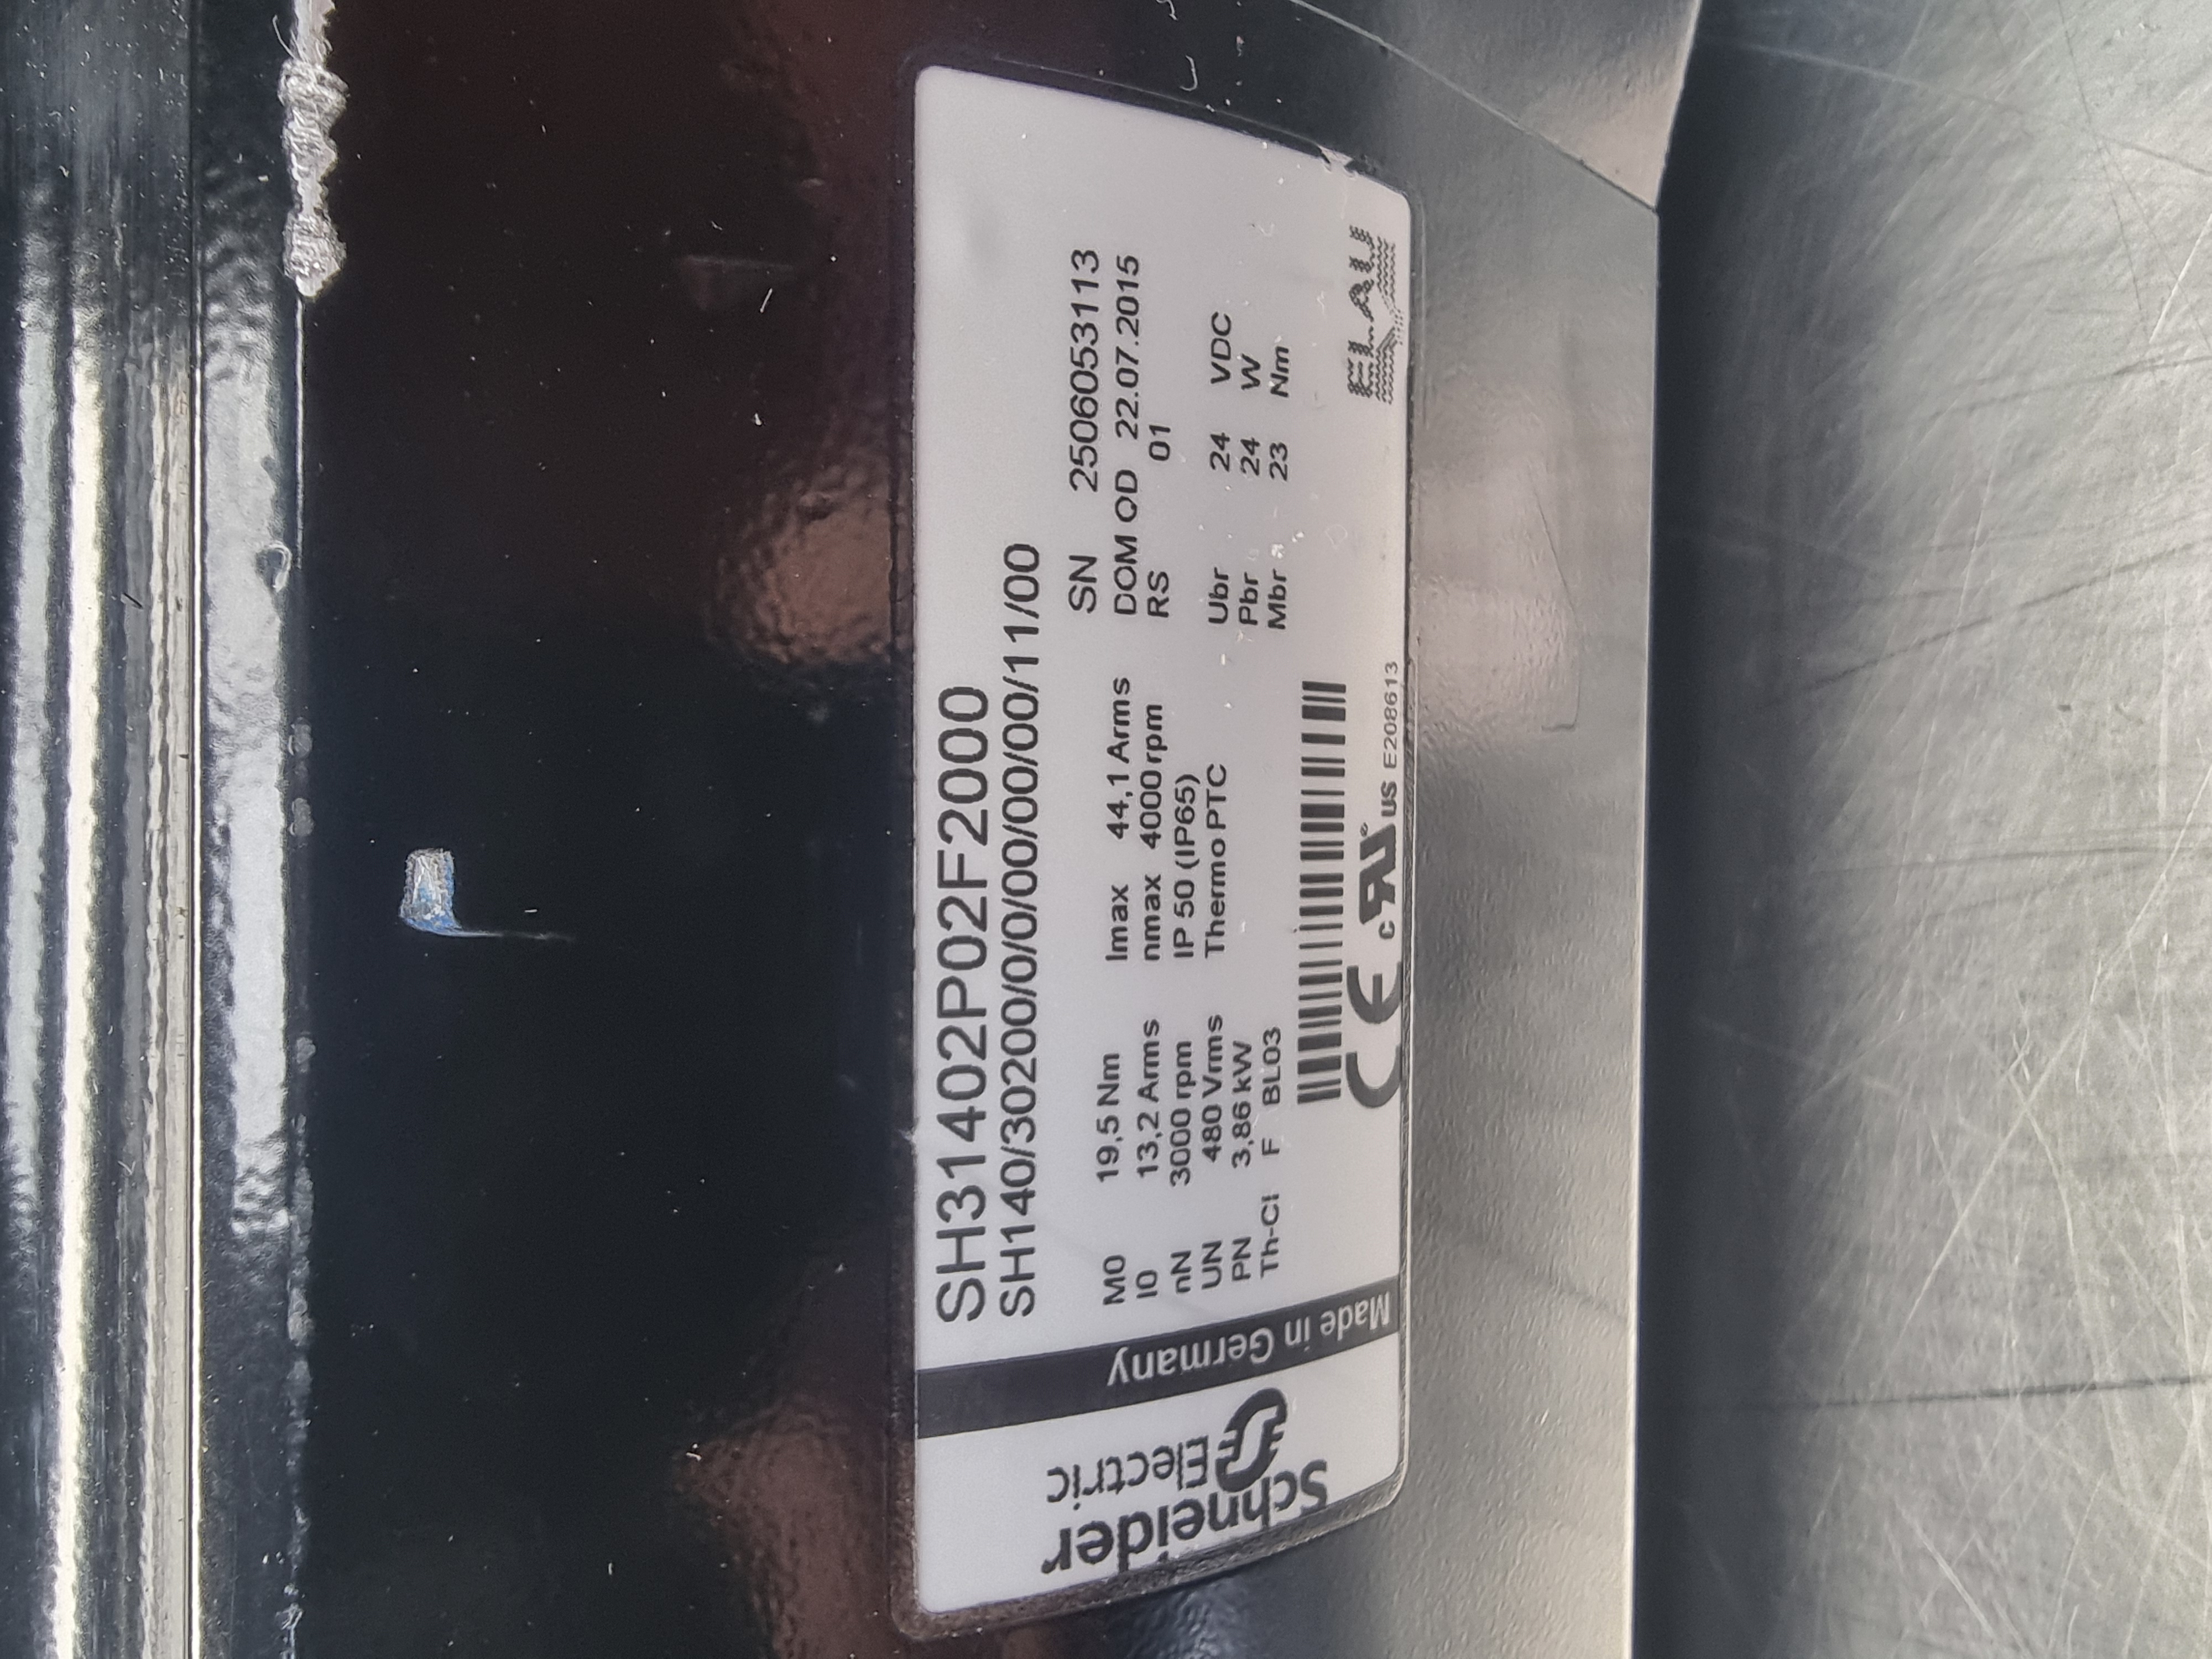 Schneider
Electric
Made in Germany
SH31402P02F2000
SH140/30200/0/0/00/00/00/11/00
M0 19,5 Nm
I0 13,2 Arms
nN 3000 rpm
UN 480 Vrms
PN 3,86 kW
Th-Cl F BL03
Imax 44,1 Arms
nmax 4000 rpm
IP 50 (IP65)
Thermo PTC
SN 2506053113
DOM QD 22.07.2015
RS 01
Ubr 24 VDC
Pbr 24 W
Mbr 23 Nm
CE c RU ® US E208613
ELAU